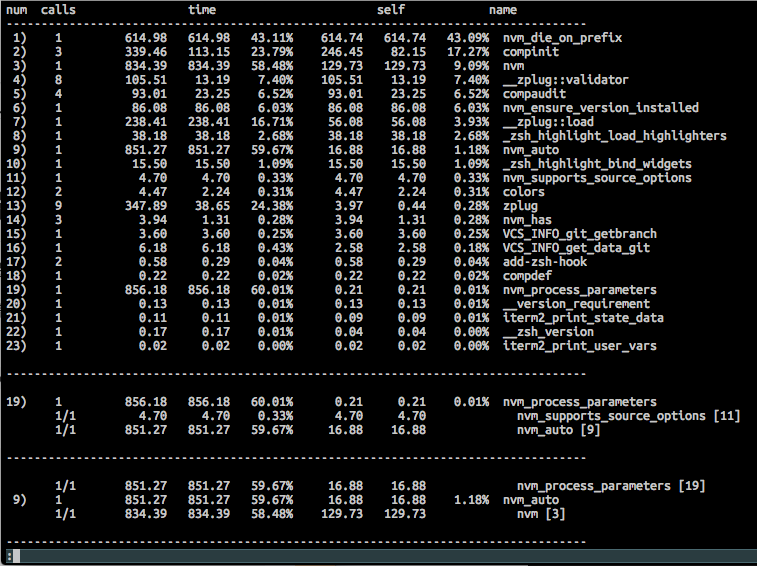 num  calls                time                       self            name
-----------------------------------------------------------------------------------
 1)    1         614.98   614.98   43.11%    614.74   614.74   43.09%  nvm_die_on_prefix
 2)    3         339.46   113.15   23.79%    246.45    82.15   17.27%  compinit
 3)    1         834.39   834.39   58.48%    129.73   129.73    9.09%  nvm
 4)    8         105.51    13.19    7.40%    105.51    13.19    7.40%  __zplug::validator
 5)    4          93.01    23.25    6.52%     93.01    23.25    6.52%  compaudit
 6)    1          86.08    86.08    6.03%     86.08    86.08    6.03%  nvm_ensure_version_installed
 7)    1         238.41   238.41   16.71%     56.08    56.08    3.93%  __zplug::load
 8)    1          38.18    38.18    2.68%     38.18    38.18    2.68%  _zsh_highlight_load_highlighters
 9)    1         851.27   851.27   59.67%     16.88    16.88    1.18%  nvm_auto
10)    1          15.50    15.50    1.09%     15.50    15.50    1.09%  _zsh_highlight_bind_widgets
11)    1           4.70     4.70    0.33%      4.70     4.70    0.33%  nvm_supports_source_options
12)    2           4.47     2.24    0.31%      4.47     2.24    0.31%  colors
13)    9         347.89    38.65   24.38%      3.97     0.44    0.28%  zplug
14)    3           3.94     1.31    0.28%      3.94     1.31    0.28%  nvm_has
15)    1           3.60     3.60    0.25%      3.60     3.60    0.25%  VCS_INFO_git_getbranch
16)    1           6.18     6.18    0.43%      2.58     2.58    0.18%  VCS_INFO_get_data_git
17)    2           0.58     0.29    0.04%      0.58     0.29    0.04%  add-zsh-hook
18)    1           0.22     0.22    0.02%      0.22     0.22    0.02%  compdef
19)    1         856.18   856.18   60.01%      0.21     0.21    0.01%  nvm_process_parameters
20)    1           0.13     0.13    0.01%      0.13     0.13    0.01%  __version_requirement
21)    1           0.11     0.11    0.01%      0.09     0.09    0.01%  iterm2_print_state_data
22)    1           0.17     0.17    0.01%      0.04     0.04    0.00%  __zsh_version
23)    1           0.02     0.02    0.00%      0.02     0.02    0.00%  iterm2_print_user_vars
-----------------------------------------------------------------------------------
19)    1         856.18   856.18   60.01%      0.21     0.21    0.01%  nvm_process_parameters
       1/1         4.70     4.70    0.33%      4.70     4.70             nvm_supports_source_options [11]
       1/1       851.27   851.27   59.67%     16.88    16.88             nvm_auto [9]
-----------------------------------------------------------------------------------
       1/1       851.27   851.27   59.67%     16.88    16.88             nvm_process_parameters [19]
 9)    1         851.27   851.27   59.67%     16.88    16.88    1.18%  nvm_auto
       1/1       834.39   834.39   58.48%    129.73   129.73             nvm [3]
-----------------------------------------------------------------------------------
: